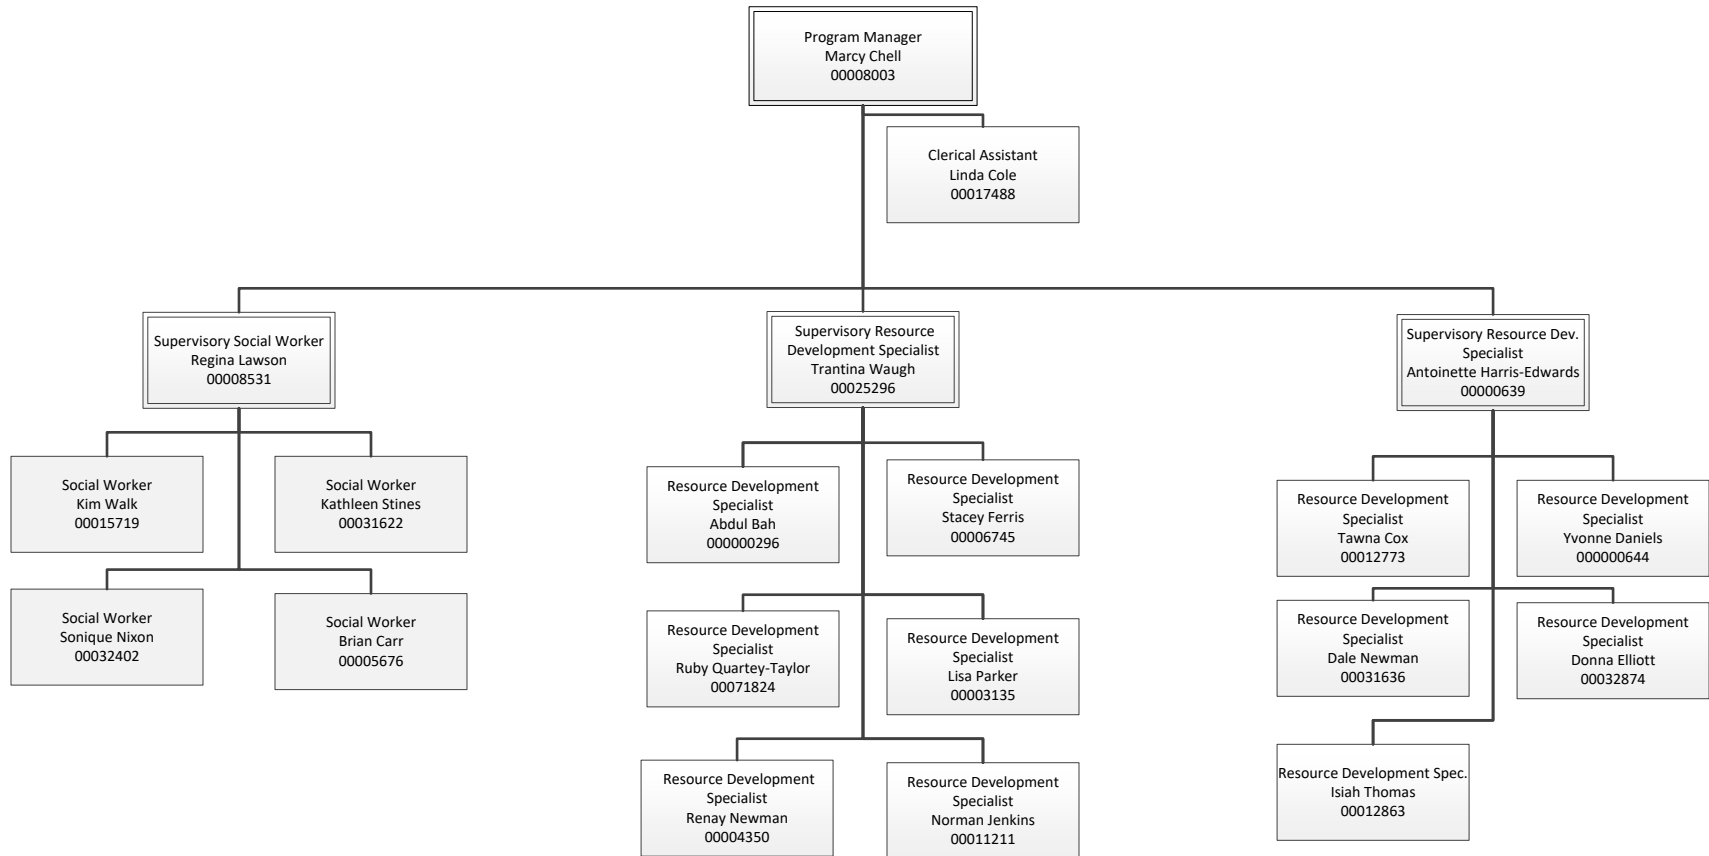 Program Manager
Marcy Chell
00008003
Clerical Assistant
Linda Cole
00017488
Supervisory Social Worker
Regina Lawson
00008531
Supervisory Resource
Development Specialist
Trantina Waugh
00025296
Supervisory Resource Dev.
Specialist
Antoinette Harris-Edwards
00000639
Social Worker
Kim Walk
00015719
Social Worker
Kathleen Stines
00031622
Social Worker
Sonique Nixon
00032402
Social Worker
Brian Carr
00005676
Resource Development
Specialist
Abdul Bah
000000296
Resource Development
Specialist
Stacey Ferris
00006745
Resource Development
Specialist
Ruby Quartey-Taylor
00071824
Resource Development
Specialist
Lisa Parker
00003135
Resource Development
Specialist
Renay Newman
00004350
Resource Development
Specialist
Norman Jenkins
00011211
Resource Development
Specialist
Tawna Cox
00012773
Resource Development
Specialist
Yvonne Daniels
000000644
Resource Development
Specialist
Dale Newman
00031636
Resource Development
Specialist
Donna Elliott
00032874
Resource Development Spec.
Isiah Thomas
00012863